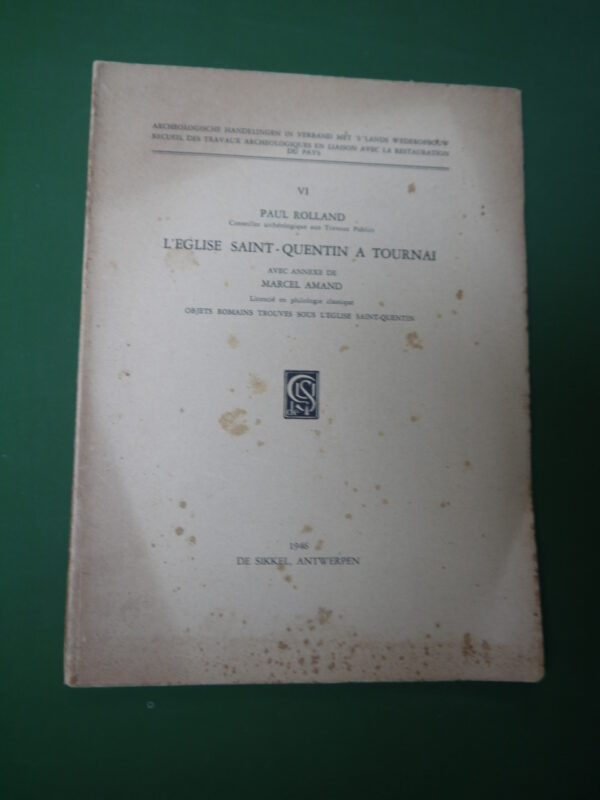 ARCHEOLOGISCHE HANDELINGEN IN VERBAND MET 'S LANDS WEDEROPBOUW
RECUEIL DES TRAVAUX ARCHEOLOGIQUES EN LIAISON AVEC LA RESTAURATION
DU PAYS
VI
PAUL ROLLAND
Conseiller archéologique aux Travaux Publics
L'EGLISE SAINT-QUENTIN A TOURNAI
AVEC ANNEXE DE
MARCEL AMAND
Licencié en philologie classique
OBJETS ROMAINS TROUVES SOUS L'EGLISE SAINT-QUENTIN
1946
DE SIKKEL, ANTWERPEN